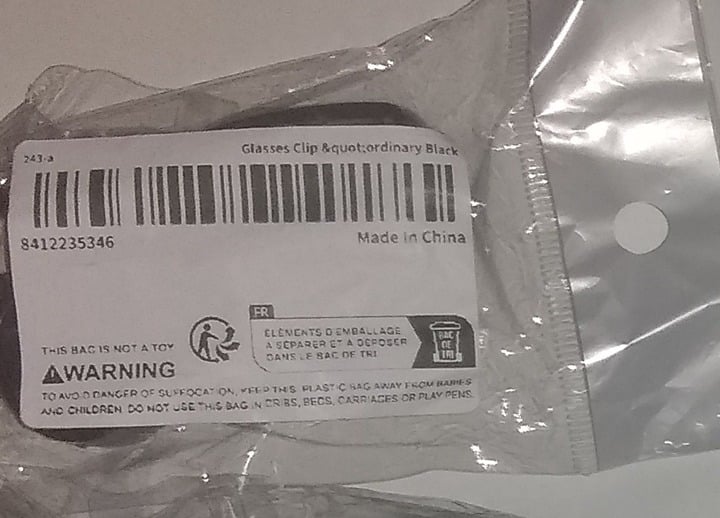 243-a
Glasses Clip &quot;ordinary Black
8412235346
Made in China
FR
ÉLÉMENTS D'EMBALLAGE
À SÉPARER ET À DÉPOSER
DANS LE BAC DE TRI
BAC
DE
TRI
THIS BAG IS NOT A TOY
WARNING
TO AVOID DANGER OF SUFFOCATION, KEEP THIS PLASTIC BAG AWAY FROM BABIES
AND CHILDREN. DO NOT USE THIS BAG IN CRIBS, BEDS, CARRIAGES OR PLAY PENS.